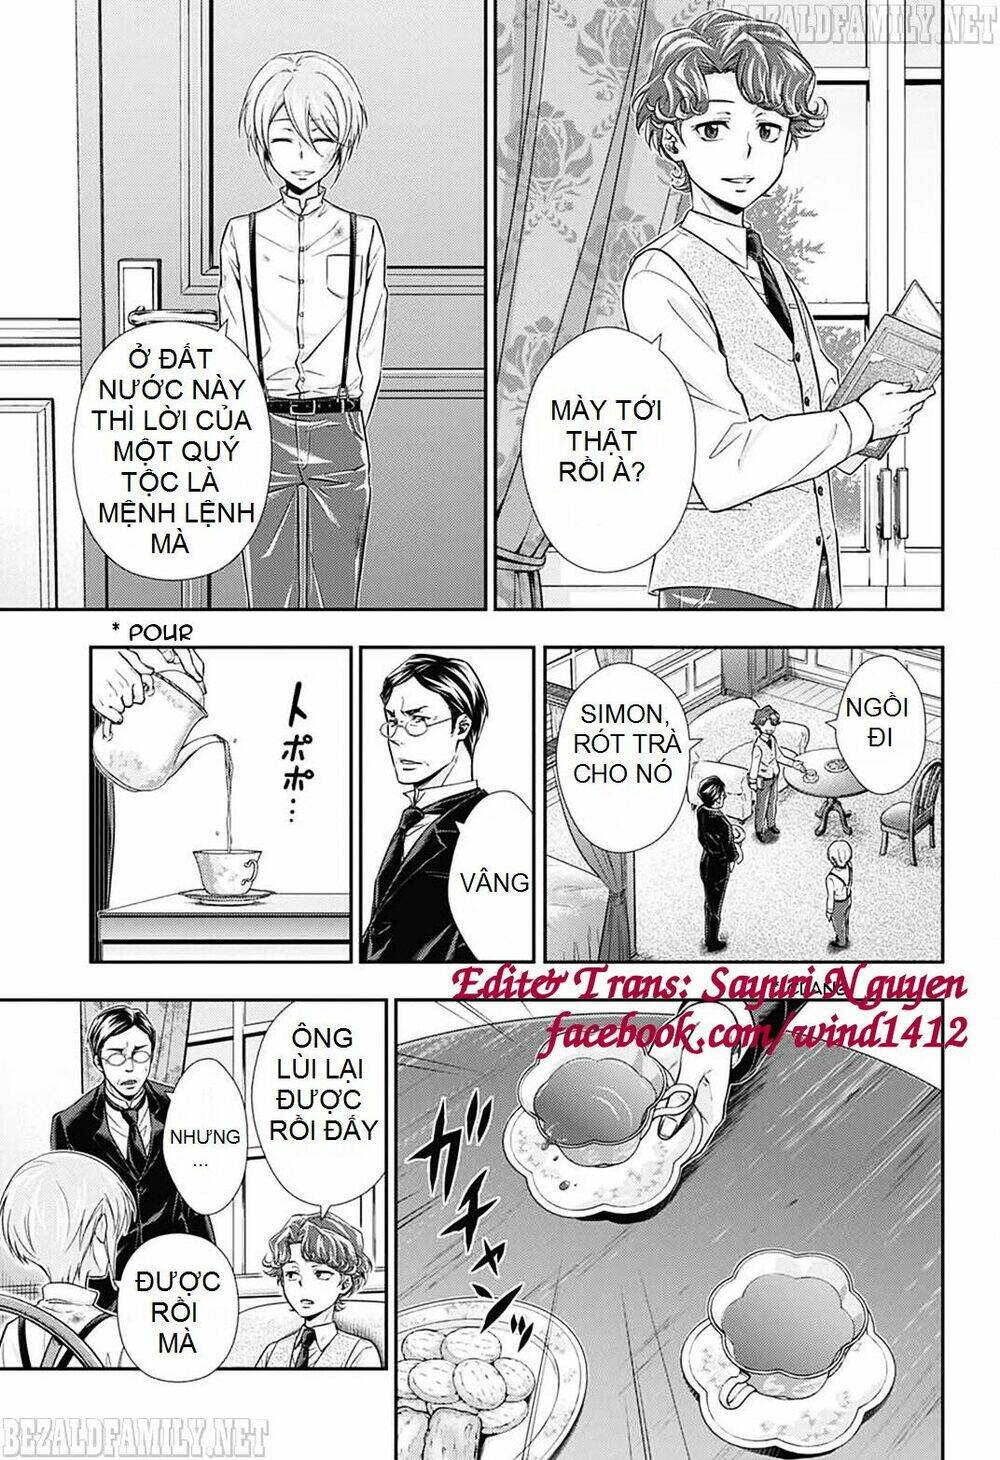 BEZALDFAMILY.NET
MÀY TỚI
THẬT
RỒI À?
Ở ĐẤT
NƯỚC NÀY
THÌ LỜI CỦA
MỘT QUÝ
TỘC LÀ
MỆNH LỆNH
MÀ
NGỒI
ĐI
SIMON,
RÓT TRÀ
CHO NÓ
VÂNG
* POUR
トポポ…
Edit& Trans: Sayuri Nguyen
facebook.com/wind1412
ガチャン
ÔNG
LÙI LẠI
ĐƯỢC
RỒI ĐẤY
NHƯNG
...
ĐƯỢC
RỒI
MÀ
BEZALDFAMILY.NET